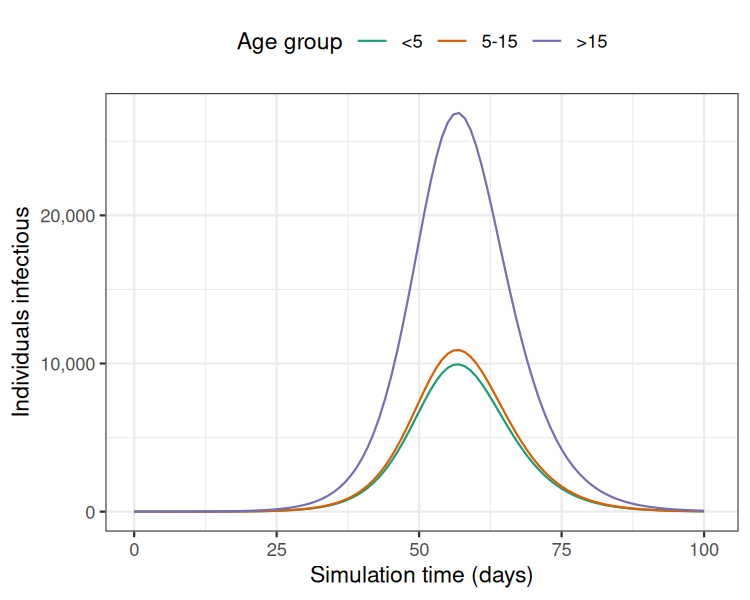 Age group <5 5-15 >15
Individuals infectious
20,000
10,000
0
0 25 50 75 100
Simulation time (days)